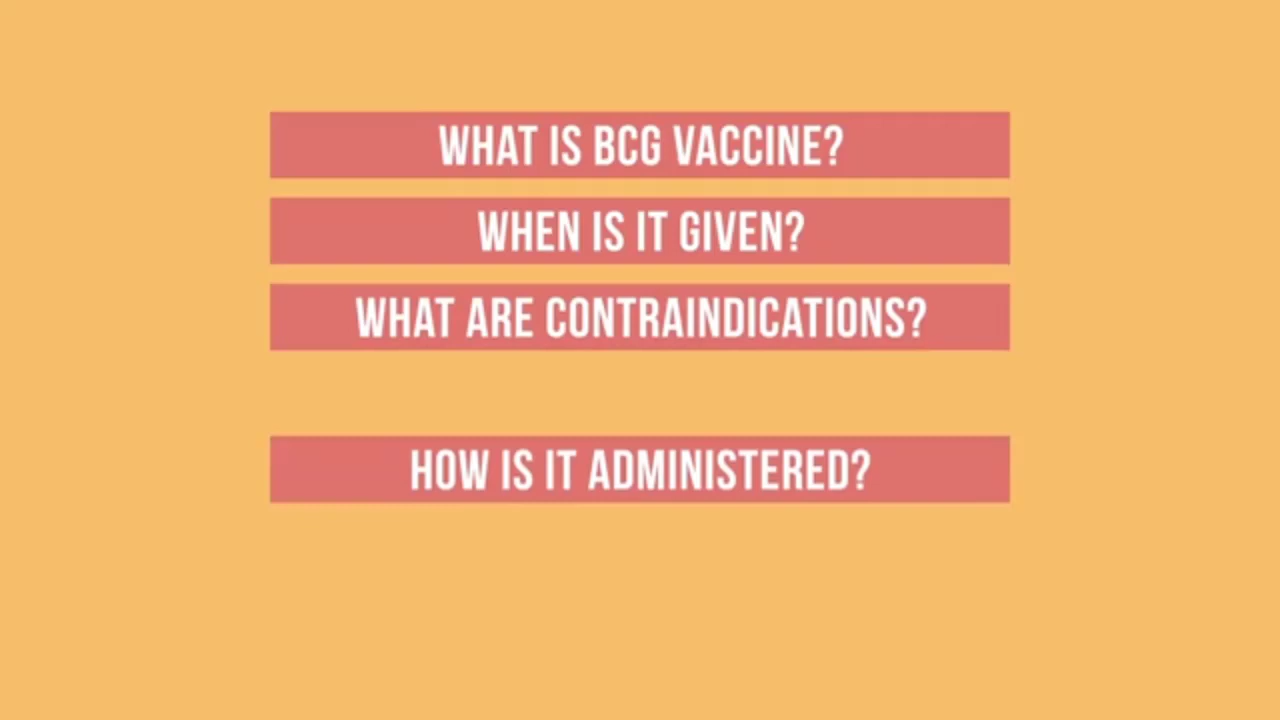 WHAT IS BCG VACCINE?
WHEN IS IT GIVEN?
WHAT ARE CONTRAINDICATIONS?
HOW IS IT ADMINISTERED?